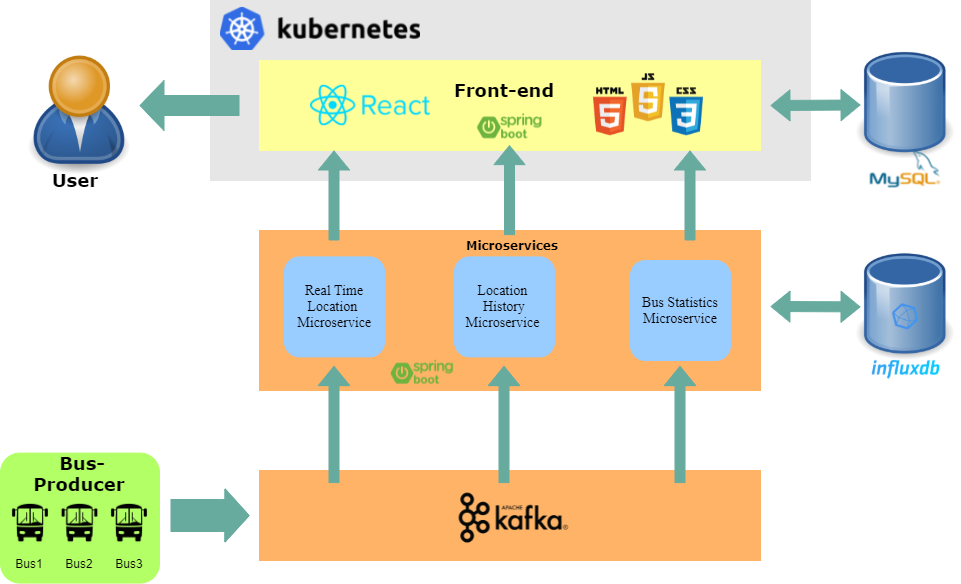 kubernetes
React
Front-end
spring
boot
HTML
5
JS
5
CSS
3
User
MySQL®
Microservices
Real Time
Location
Microservice
Location
History
Microservice
Bus Statistics
Microservice
spring
boot
influxdb
Bus-
Producer
Bus1
Bus2
Bus3
APACHE
kafka®